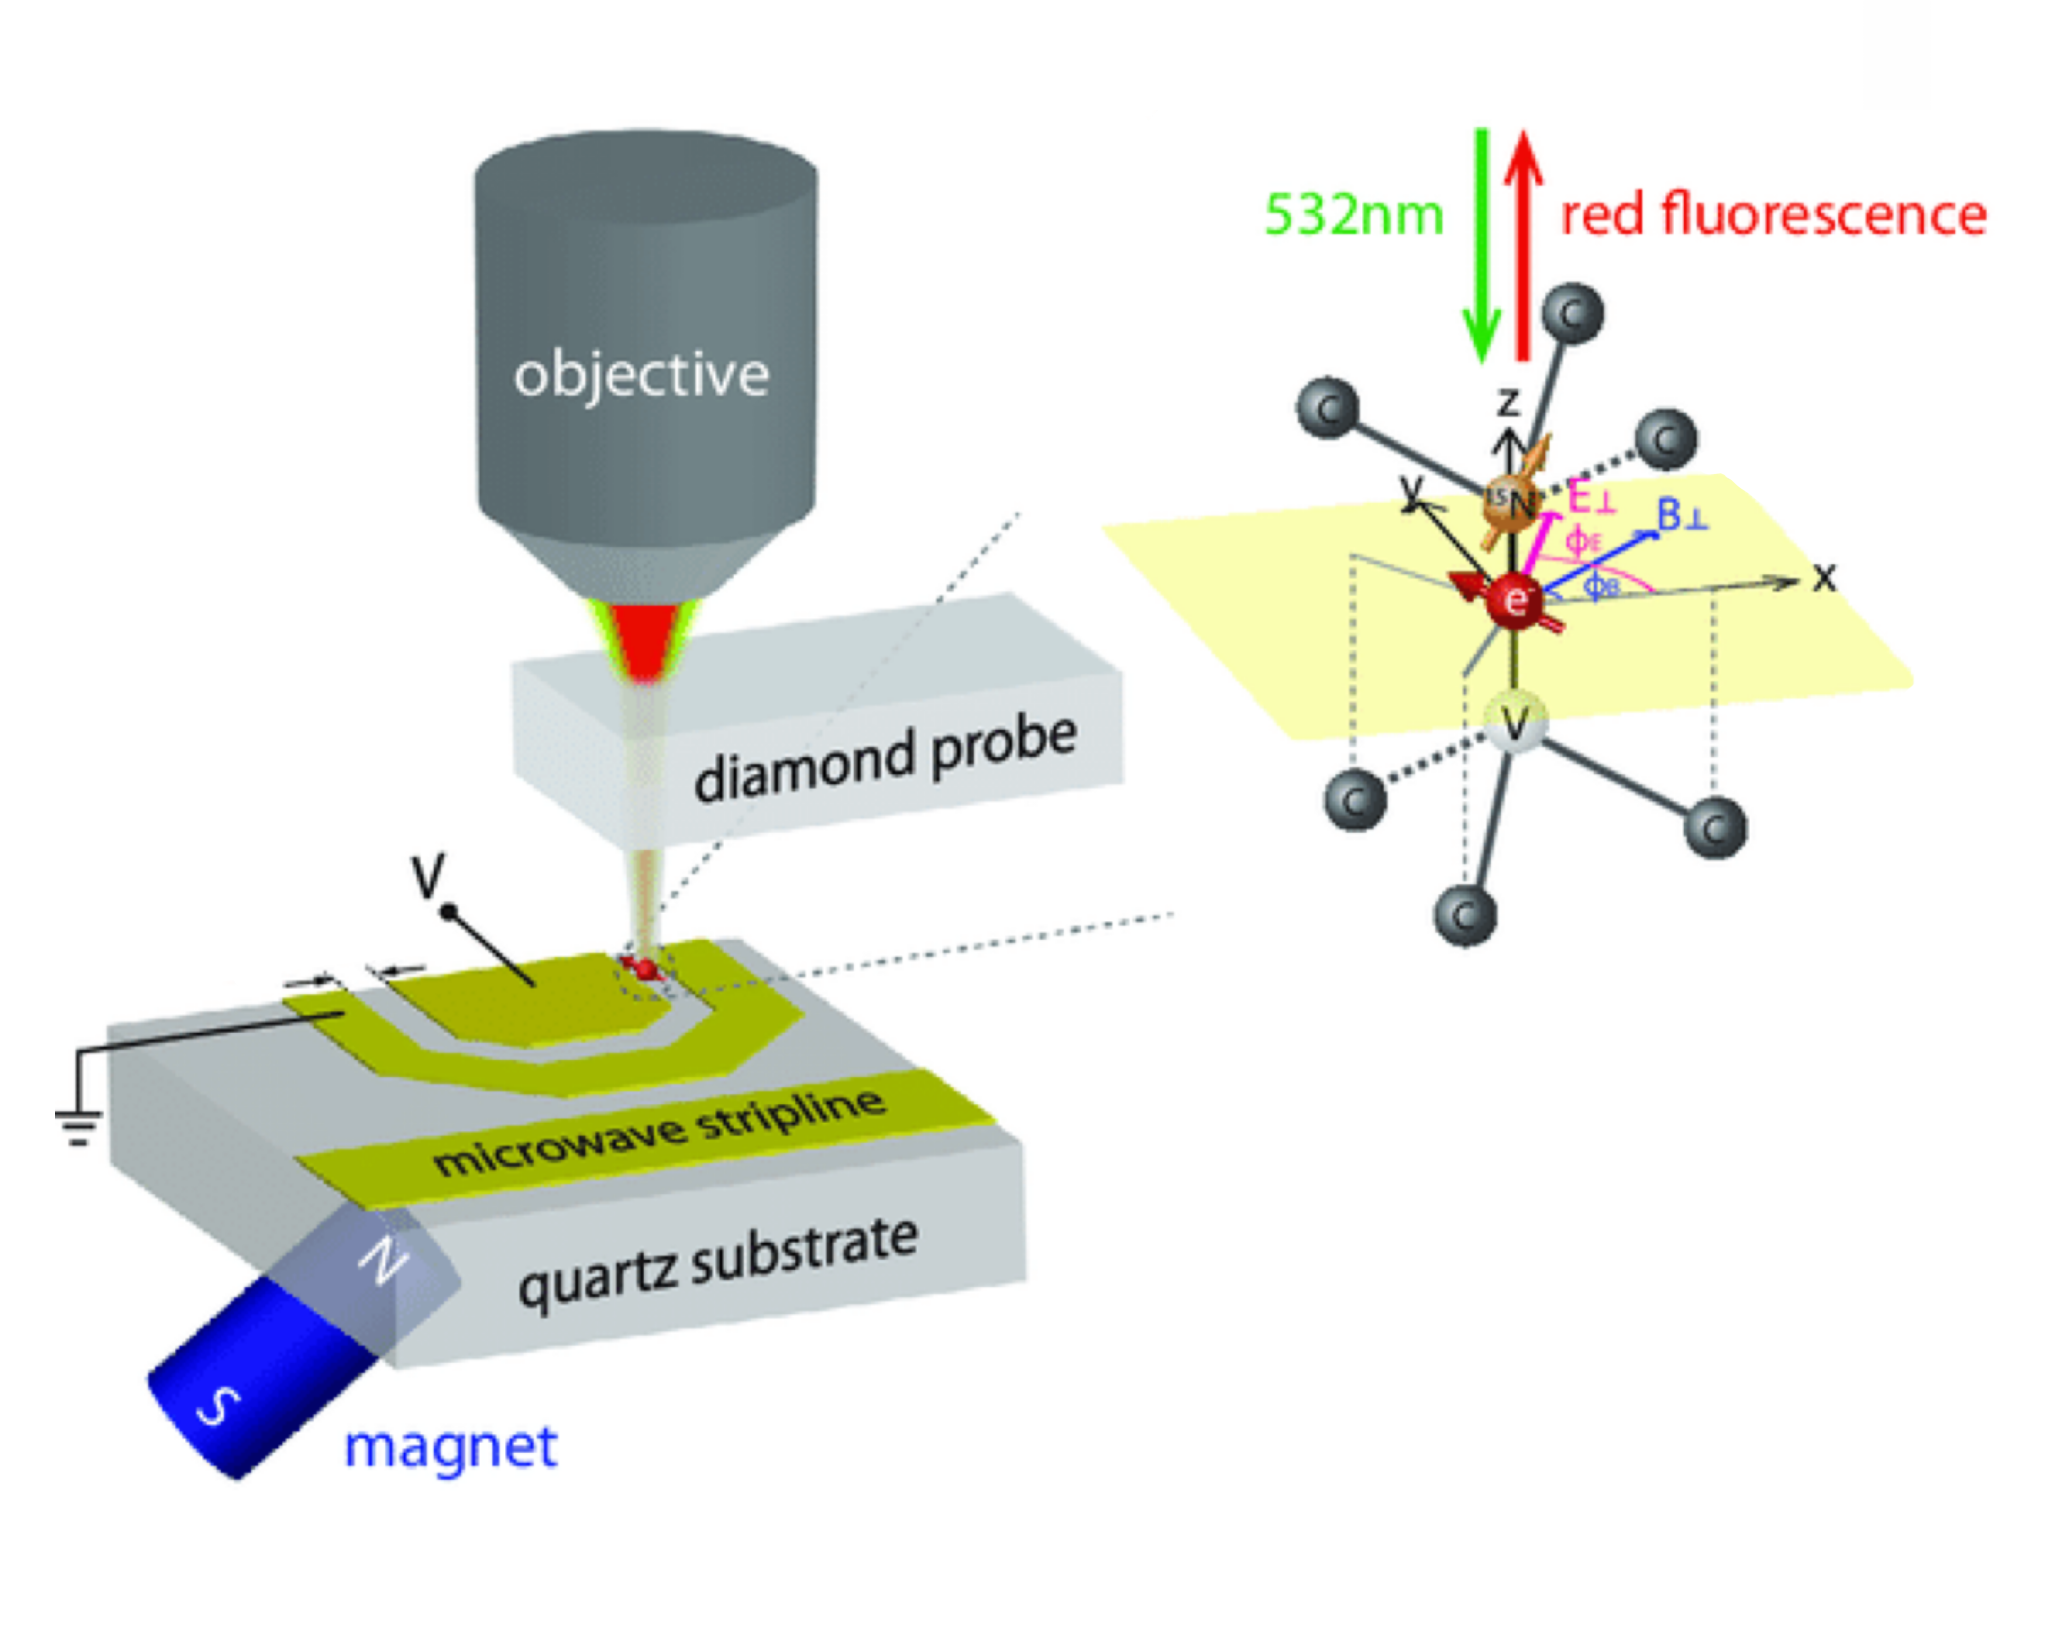 objective
diamond probe
V
microwave stripline
quartz substrate
N
S
magnet
532nm
red fluorescence
C
C
C
z
y
¹⁵N
E⊥
B⊥
ϕE
ϕB
x
e⁻
V
C
C
C